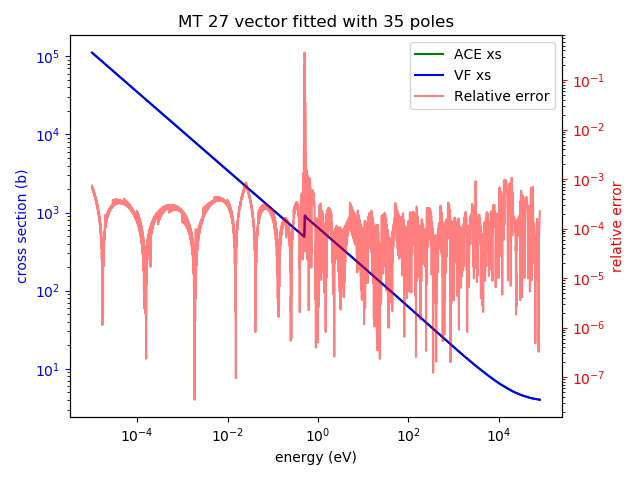 MT 27 vector fitted with 35 poles
ACE xs
VF xs
Relative error
cross section (b)
10^5
10^4
10^3
10^2
10^1
10^-1
10^-2
10^-3
10^-4
10^-5
10^-6
10^-7
relative error
10^-4 10^-2 10^0 10^2 10^4
energy (eV)